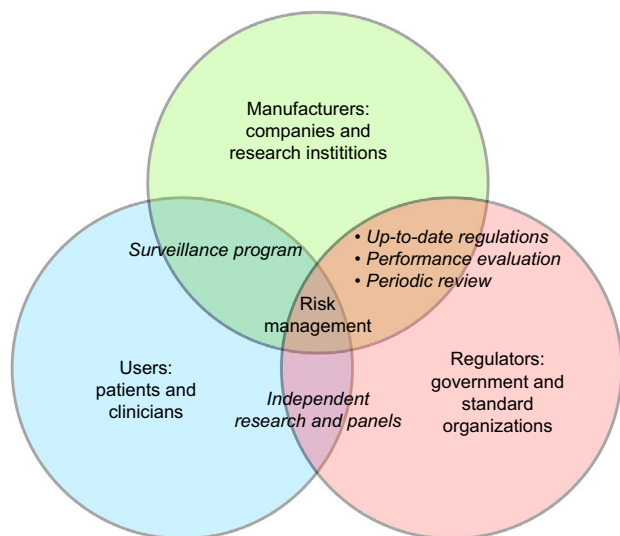 Manufacturers:
companies and
research instititions
Surveillance program
• Up-to-date regulations
• Performance evaluation
• Periodic review
Risk
management
Users:
patients and
clinicians
Regulators:
government and
standard
organizations
Independent
research and panels